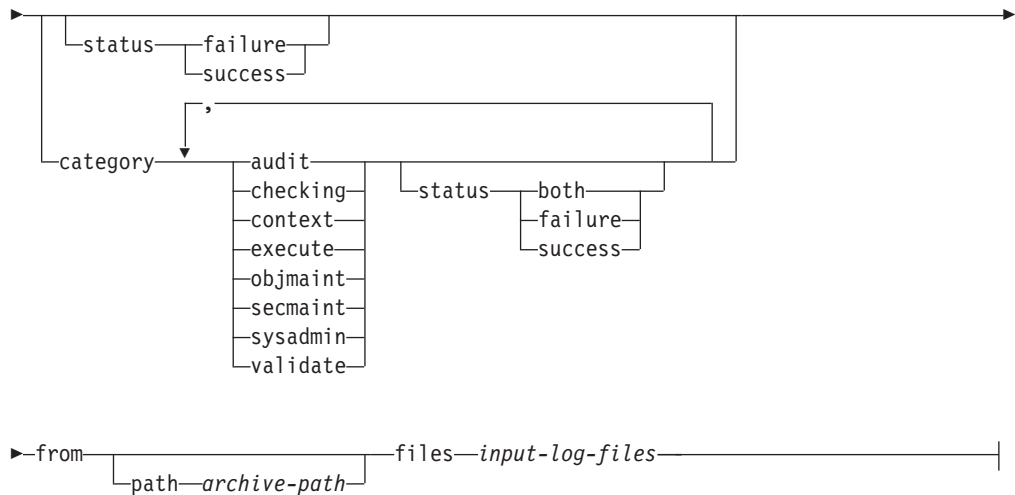 status failure
success
,
category audit
checking status both
context failure
execute success
objmaint
secmaint
sysadmin
validate
from files input-log-files
path archive-path